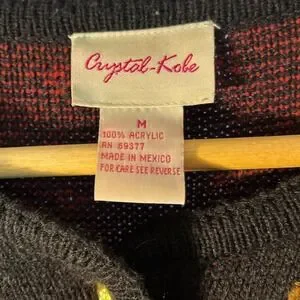 Crystal-Kobe
M
100% ACRYLIC
RN 69377
MADE IN MEXICO
FOR CARE SEE REVERSE